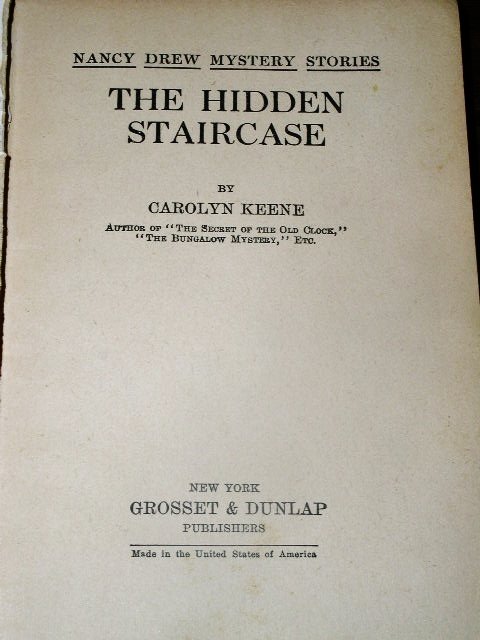 NANCY DREW MYSTERY STORIES
THE HIDDEN
STAIRCASE
BY
CAROLYN KEENE
AUTHOR OF "THE SECRET OF THE OLD CLOCK,"
"THE BUNGALOW MYSTERY," ETC.
NEW YORK
GROSSET & DUNLAP
PUBLISHERS
Made in the United States of America